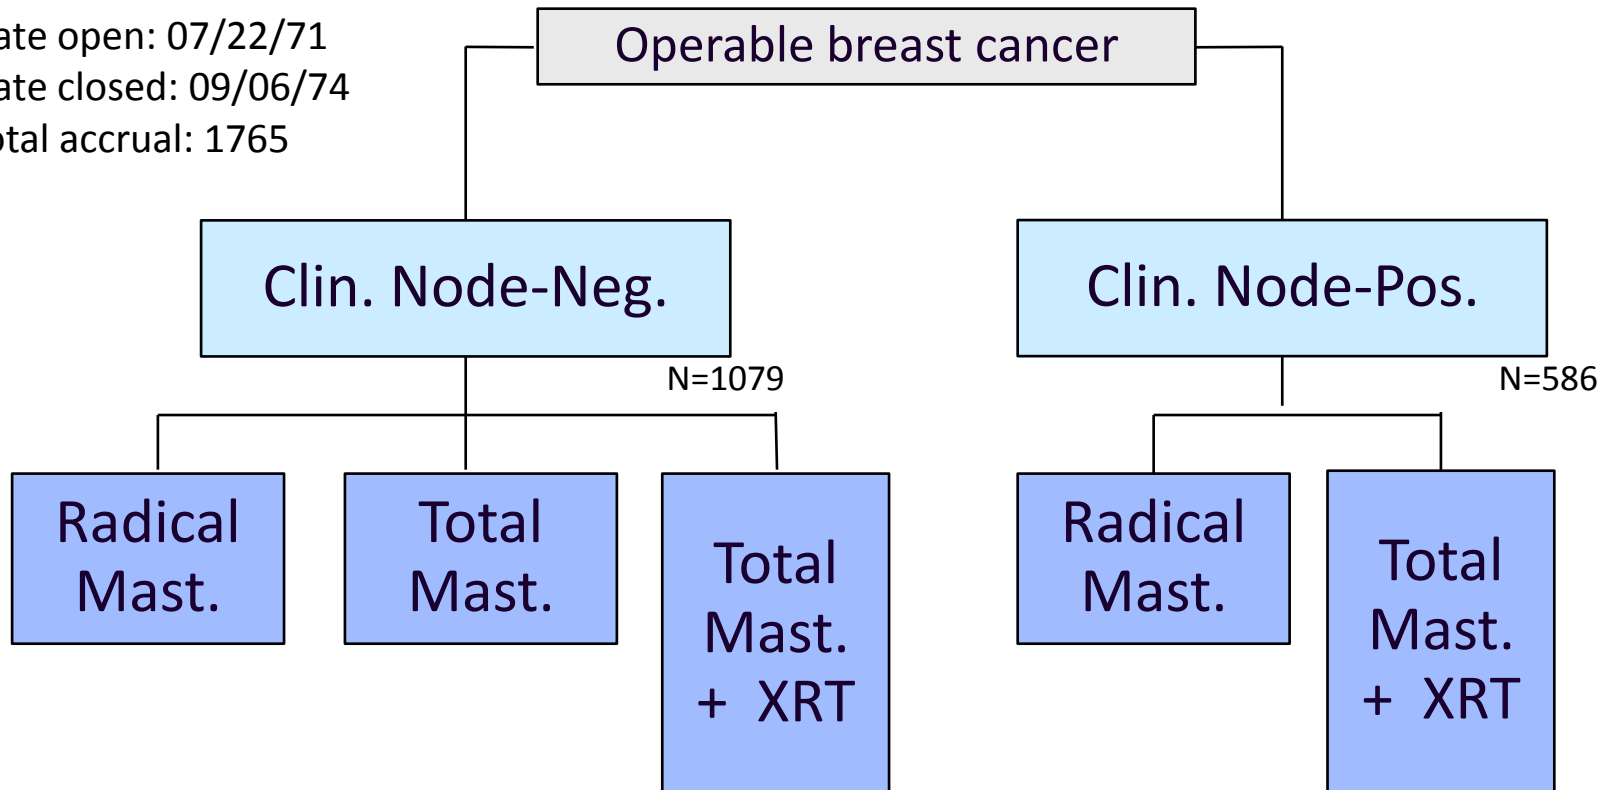 ate open: 07/22/71
ate closed: 09/06/74
otal accrual: 1765
Operable breast cancer
Clin. Node-Neg.
Clin. Node-Pos.
N=1079
N=586
Radical
Mast.
Total
Mast.
Total
Mast.
+ XRT
Radical
Mast.
Total
Mast.
+ XRT